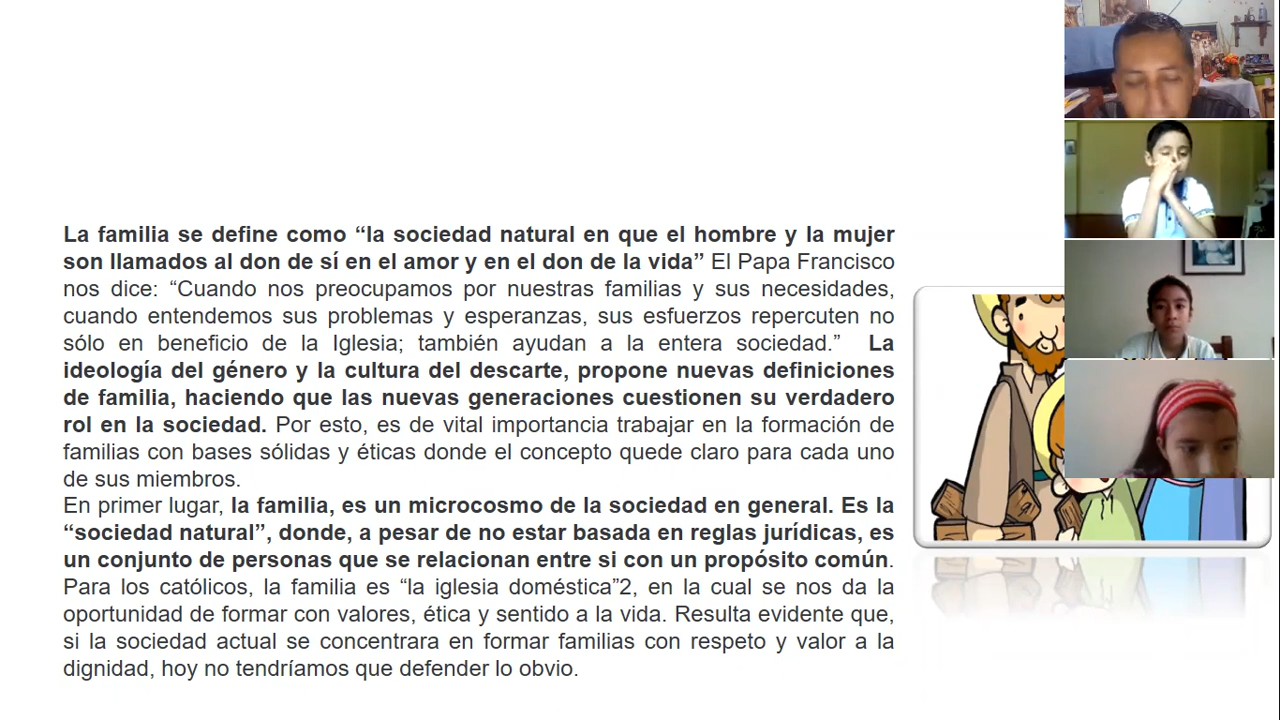 La familia se define como “la sociedad natural en que el hombre y la mujer
son llamados al don de sí en el amor y en el don de la vida” El Papa Francisco
nos dice: “Cuando nos preocupamos por nuestras familias y sus necesidades,
cuando entendemos sus problemas y esperanzas, sus esfuerzos repercuten no
sólo en beneficio de la Iglesia; también ayudan a la entera sociedad.” La
ideología del género y la cultura del descarte, propone nuevas definiciones
de familia, haciendo que las nuevas generaciones cuestionen su verdadero
rol en la sociedad. Por esto, es de vital importancia trabajar en la formación de
familias con bases sólidas y éticas donde el concepto quede claro para cada uno
de sus miembros.
En primer lugar, la familia, es un microcosmo de la sociedad en general. Es la
“sociedad natural”, donde, a pesar de no estar basada en reglas jurídicas, es
un conjunto de personas que se relacionan entre si con un propósito común.
Para los católicos, la familia es “la iglesia doméstica”2, en la cual se nos da la
oportunidad de formar con valores, ética y sentido a la vida. Resulta evidente que,
si la sociedad actual se concentrara en formar familias con respeto y valor a la
dignidad, hoy no tendríamos que defender lo obvio.